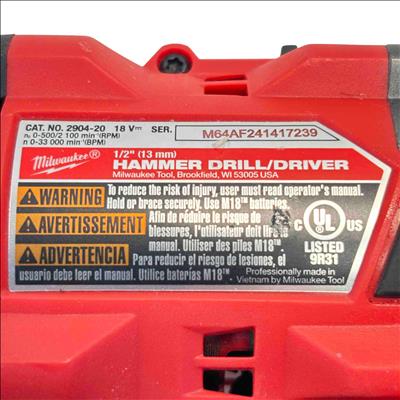 CAT. NO. 2904-20 18 V⎓ SER. M64AF241417239
n₀ 0-500/2 100 min⁻¹(RPM)
n 0-33 000 min⁻¹(BPM)
Milwaukee® 1/2" (13 mm)
HAMMER DRILL/DRIVER
Milwaukee Tool, Brookfield, WI 53005 USA
WARNING To reduce the risk of injury, user must read operator's manual.
Hold or brace securely. Use M18™ batteries.
AVERTISSEMENT Afin de réduire le risque de
blessures, l'utilisateur doit lire le
manuel. Utiliser des piles M18™.
ADVERTENCIA Para reducir el riesgo de lesiones, el
usuario debe leer el manual. Utilice baterías M18™.
C UL® US
LISTED
9R31
Professionally made in
Vietnam by Milwaukee Tool